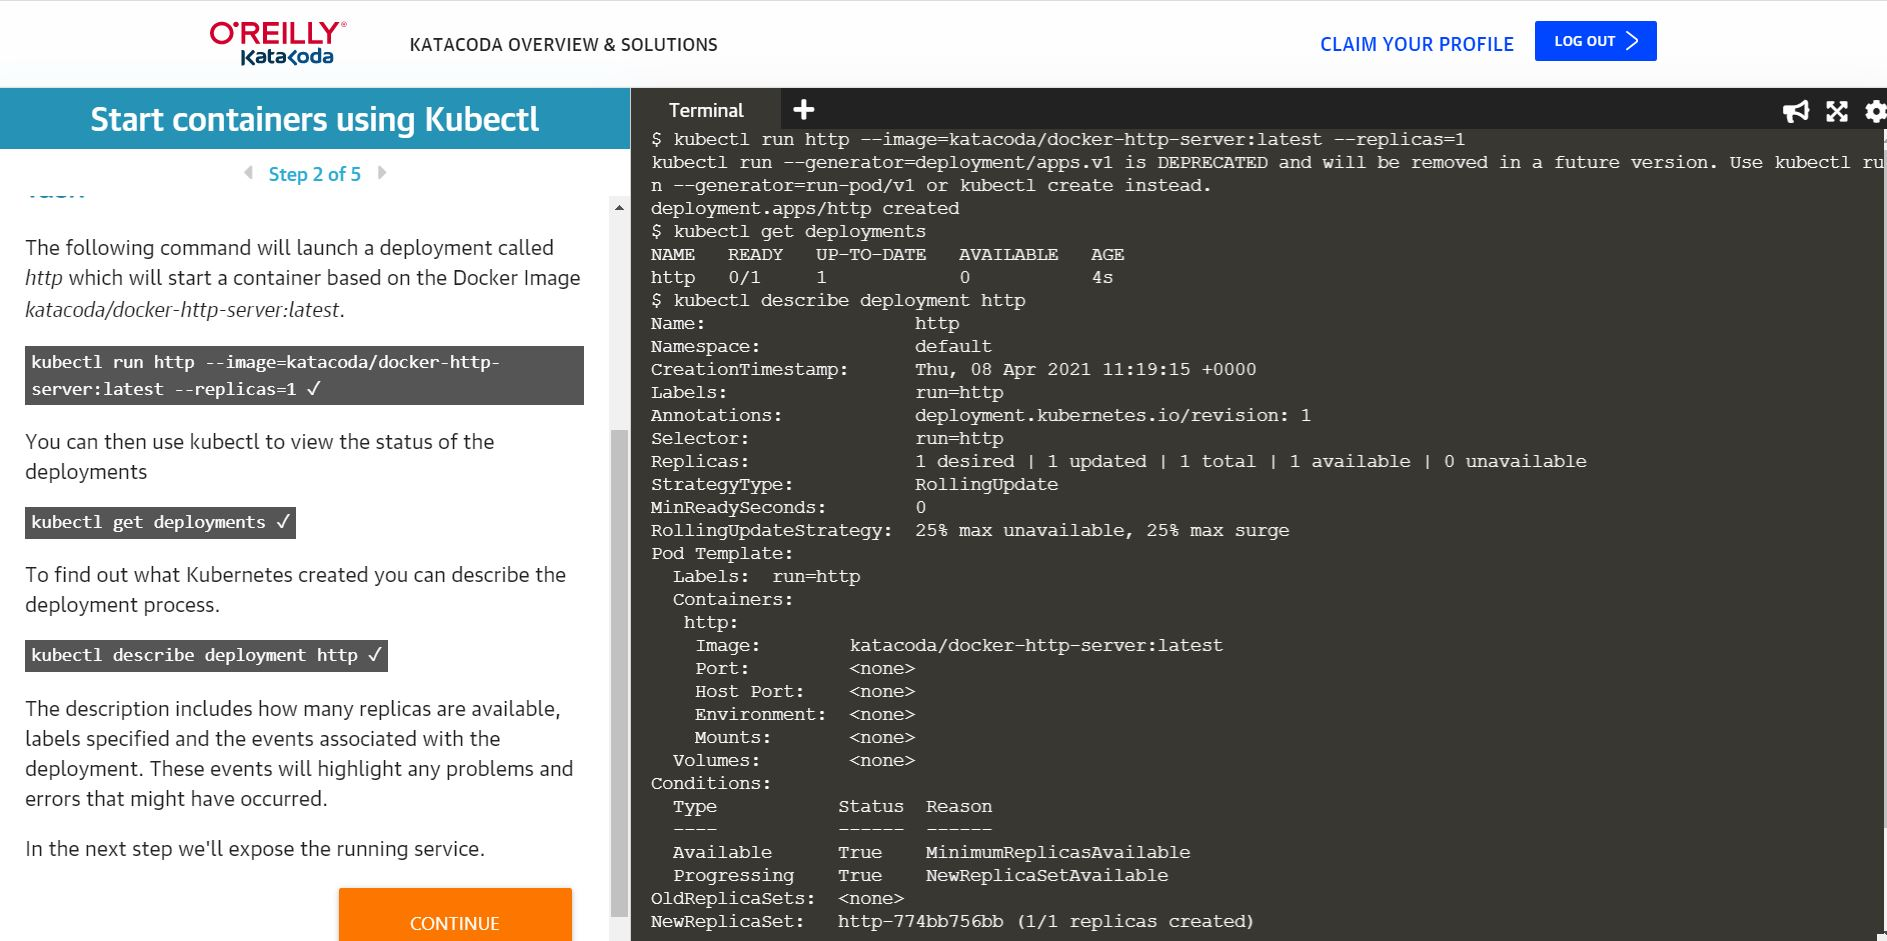 O'REILLY®
Katacoda
KATACODA OVERVIEW & SOLUTIONS
CLAIM YOUR PROFILE
LOG OUT
Start containers using Kubectl
Step 2 of 5
The following command will launch a deployment called
http which will start a container based on the Docker Image
katacoda/docker-http-server:latest.
kubectl run http --image=katacoda/docker-http-
server:latest --replicas=1 ✓
You can then use kubectl to view the status of the
deployments
kubectl get deployments ✓
To find out what Kubernetes created you can describe the
deployment process.
kubectl describe deployment http ✓
The description includes how many replicas are available,
labels specified and the events associated with the
deployment. These events will highlight any problems and
errors that might have occurred.
In the next step we'll expose the running service.
CONTINUE
Terminal
$ kubectl run http --image=katacoda/docker-http-server:latest --replicas=1
kubectl run --generator=deployment/apps.v1 is DEPRECATED and will be removed in a future version. Use kubectl ru
n --generator=run-pod/v1 or kubectl create instead.
deployment.apps/http created
$ kubectl get deployments
NAME   READY   UP-TO-DATE   AVAILABLE   AGE
http   0/1     1            0           4s
$ kubectl describe deployment http
Name:                   http
Namespace:              default
CreationTimestamp:      Thu, 08 Apr 2021 11:19:15 +0000
Labels:                 run=http
Annotations:            deployment.kubernetes.io/revision: 1
Selector:               run=http
Replicas:               1 desired | 1 updated | 1 total | 1 available | 0 unavailable
StrategyType:           RollingUpdate
MinReadySeconds:        0
RollingUpdateStrategy:  25% max unavailable, 25% max surge
Pod Template:
  Labels:  run=http
  Containers:
   http:
    Image:        katacoda/docker-http-server:latest
    Port:         <none>
    Host Port:    <none>
    Environment:  <none>
    Mounts:       <none>
  Volumes:        <none>
Conditions:
  Type           Status  Reason
  ----           ------  ------
  Available      True    MinimumReplicasAvailable
  Progressing    True    NewReplicaSetAvailable
OldReplicaSets:  <none>
NewReplicaSet:   http-774bb756bb (1/1 replicas created)